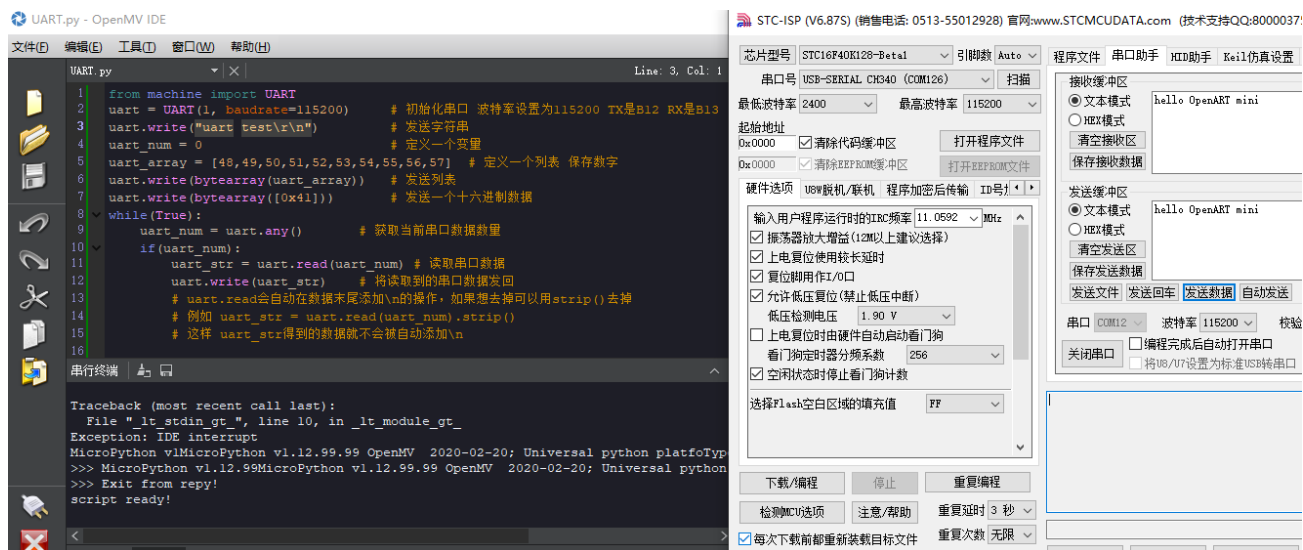 UART.py - OpenMV IDE
文件(F) 编辑(E) 工具(T) 窗口(W) 帮助(H)
UART.py
Line: 3, Col: 1
1 from machine import UART
2 uart = UART(1, baudrate=115200) # 初始化串口 波特率设置为115200 TX是B12 RX是B13
3 uart.write("uart test\r\n") # 发送字符串
4 uart_num = 0 # 定义一个变量
5 uart_array = [48,49,50,51,52,53,54,55,56,57] # 定义一个列表 保存数字
6 uart.write(bytearray(uart_array)) # 发送列表
7 uart.write(bytearray([0x41])) # 发送一个十六进制数据
8 while(True):
9 uart_num = uart.any() # 获取当前串口数据数量
10 if(uart_num):
11 uart_str = uart.read(uart_num) # 读取串口数据
12 uart.write(uart_str) # 将读取到的串口数据发回
13 # uart.read会自动在数据末尾添加\n的操作，如果想去掉可以用strip()去掉
14 # 例如 uart_str = uart.read(uart_num).strip()
15 # 这样 uart_str得到的数据就不会被自动添加\n
16
串行终端
Traceback (most recent call last):
File "_lt_stdin_gt_", line 10, in _lt_module_gt_
Exception: IDE interrupt
MicroPython v1MicroPython v1.12.99.99 OpenMV 2020-02-20; Universal python platfoTyp
>>> MicroPython v1.12.99MicroPython v1.12.99.99 OpenMV 2020-02-20; Universal python
>>> Exit from repy!
script ready!
STC-ISP (V6.87S) (销售电话: 0513-55012928) 官网:www.STCMCUDATA.com (技术支持QQ:8000037
芯片型号 STC16F40K128-Beta1 引脚数 Auto
串口号 USB-SERIAL CH340 (COM126) 扫描
最低波特率 2400 最高波特率 115200
起始地址
0x0000 清除代码缓冲区 打开程序文件
0x0000 清除EEPROM缓冲区 打开EEPROM文件
硬件选项 U8W脱机/联机 程序加密后传输 ID号
输入用户程序运行时的IRC频率 11.0592 MHz
振荡器放大增益(12M以上建议选择)
上电复位使用较长延时
复位脚用作I/O口
允许低压复位(禁止低压中断)
低压检测电压 1.90 V
上电复位时由硬件自动启动看门狗
看门狗定时器分频系数 256
空闲状态时停止看门狗计数
选择Flash空白区域的填充值 FF
下载/编程 停止 重复编程
检测MCU选项 注意/帮助 重复延时 3 秒
每次下载前都重新装载目标文件 重复次数 无限
程序文件 串口助手 HID助手 Keil仿真设置
接收缓冲区
文本模式 hello OpenART mini
HEX模式
清空接收区
保存接收数据
发送缓冲区
文本模式 hello OpenART mini
HEX模式
清空发送区
保存发送数据
发送文件 发送回车 发送数据 自动发送
串口 COM12 波特率 115200 校验
关闭串口 编程完成后自动打开串口
将U8/U7设置为标准USB转串口